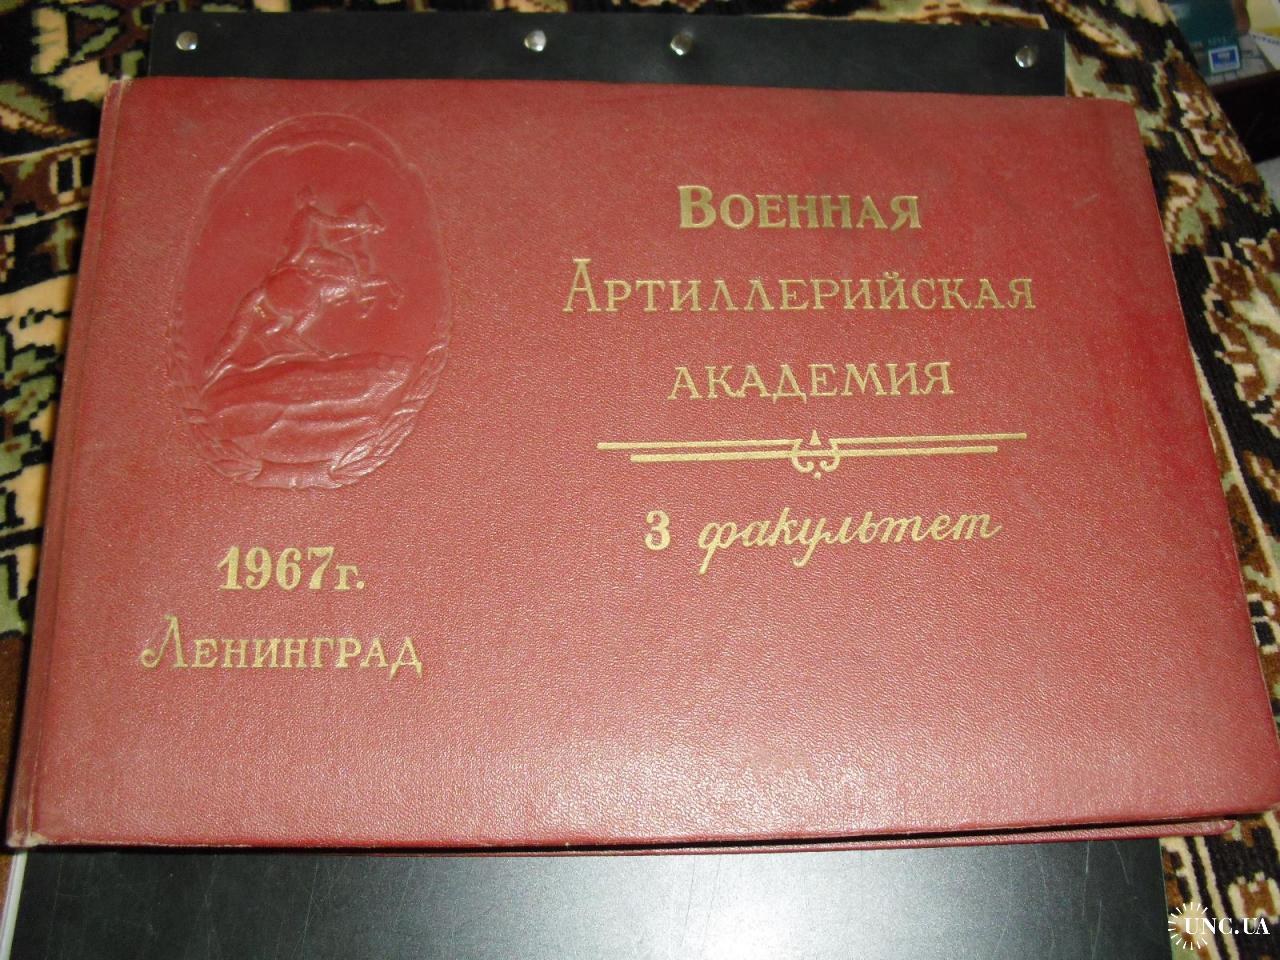 Военная
Артиллерийская
академия
3 факультет
1967г.
Ленинград
UNC.UA